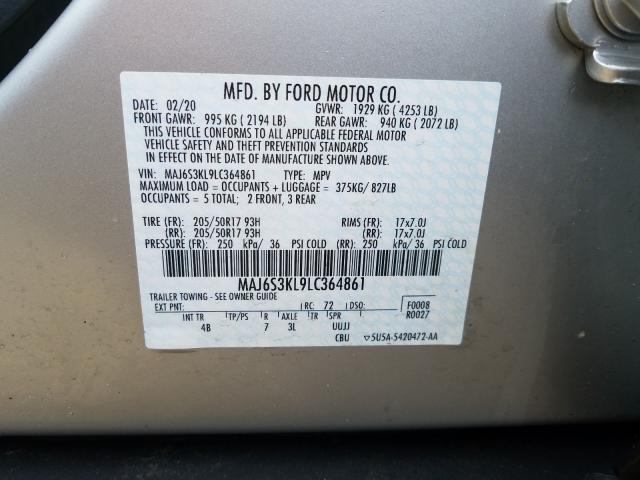 MFD. BY FORD MOTOR CO.
DATE: 02/20 GVWR: 1929 KG ( 4253 LB)
FRONT GAWR: 995 KG ( 2194 LB) REAR GAWR: 940 KG ( 2072 LB)
THIS VEHICLE CONFORMS TO ALL APPLICABLE FEDERAL MOTOR
VEHICLE SAFETY AND THEFT PREVENTION STANDARDS
IN EFFECT ON THE DATE OF MANUFACTURE SHOWN ABOVE.
VIN: MAJ6S3KL9LC364861 TYPE: MPV
MAXIMUM LOAD = OCCUPANTS + LUGGAGE = 375KG/ 827LB
OCCUPANTS = 5 TOTAL; 2 FRONT, 3 REAR
TIRE (FR): 205/50R17 93H RIMS (FR): 17x7.0J
(RR): 205/50R17 93H (RR): 17x7.0J
PRESSURE (FR): 250 kPa/ 36 PSI COLD (RR): 250 kPa/ 36 PSI COLD
MAJ6S3KL9LC364861
TRAILER TOWING - SEE OWNER GUIDE
EXT PNT: RC: 72 DSO: F0008
R0027
INT TR TP/PS R AXLE TR SPR
4B 7 3L UUJJ
CBU 5U5A-5420472-AA